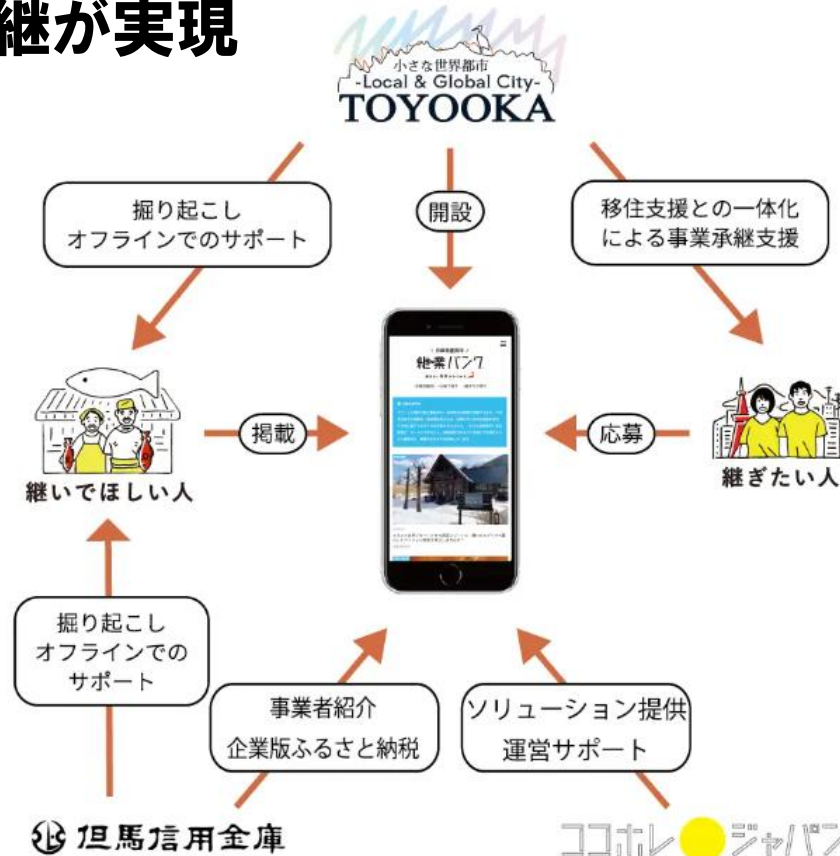 継が実現
小さな世界都市
-Local & Global City-
TOYOOKA
掘り起こし
オフラインでのサポート
開設
移住支援との一体化
による事業承継支援
継業バンク
掲載
応募
継いでほしい人
継ぎたい人
掘り起こし
オフラインでの
サポート
事業者紹介
企業版ふるさと納税
ソリューション提供
運営サポート
但馬信用金庫
ココホレジャパン